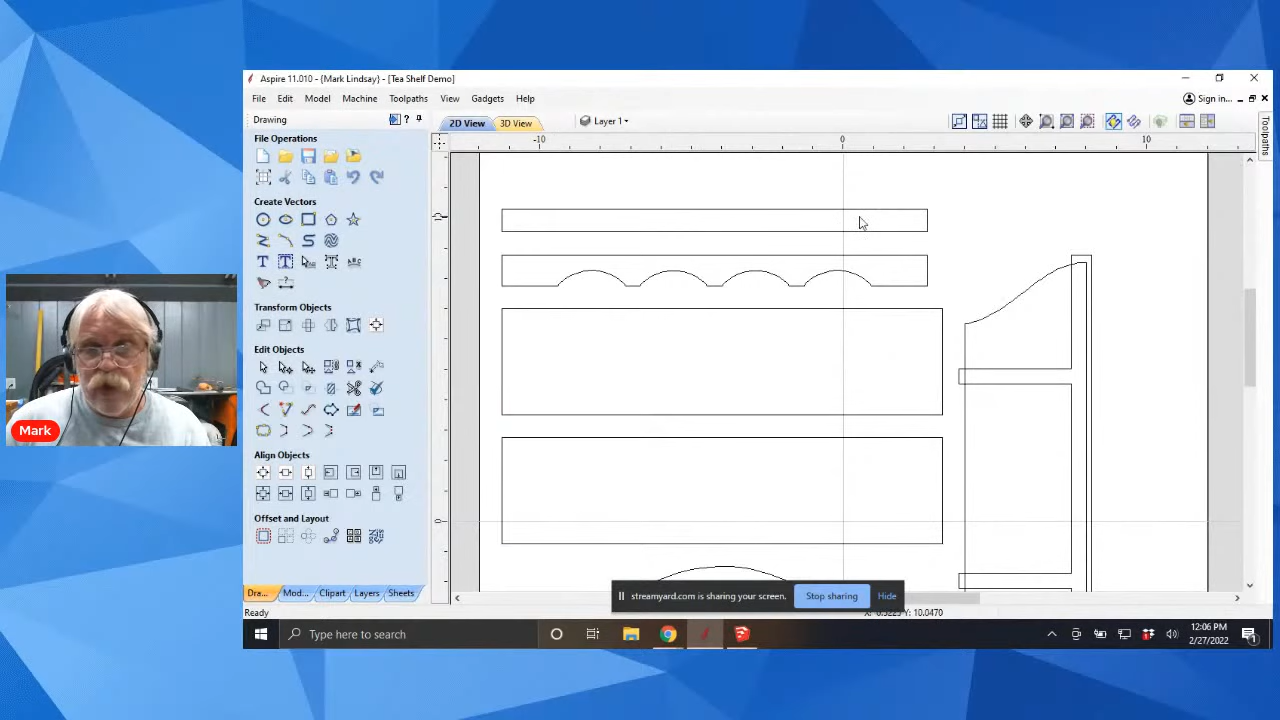 Aspire 11.010 - {Mark Lindsay} - [Tea Shelf Demo]
File Edit Model Machine Toolpaths View Gadgets Help
Sign in...
Drawing
2D View 3D View
Layer 1
Toolpaths
File Operations
-10 0 10
Create Vectors
Transform Objects
Edit Objects
Mark
Align Objects
0
Offset and Layout
Dra... Mod... Clipart Layers Sheets
streamyard.com is sharing your screen. Stop sharing Hide
Ready
Y: 10.0470
Type here to search
12:06 PM
2/27/2022